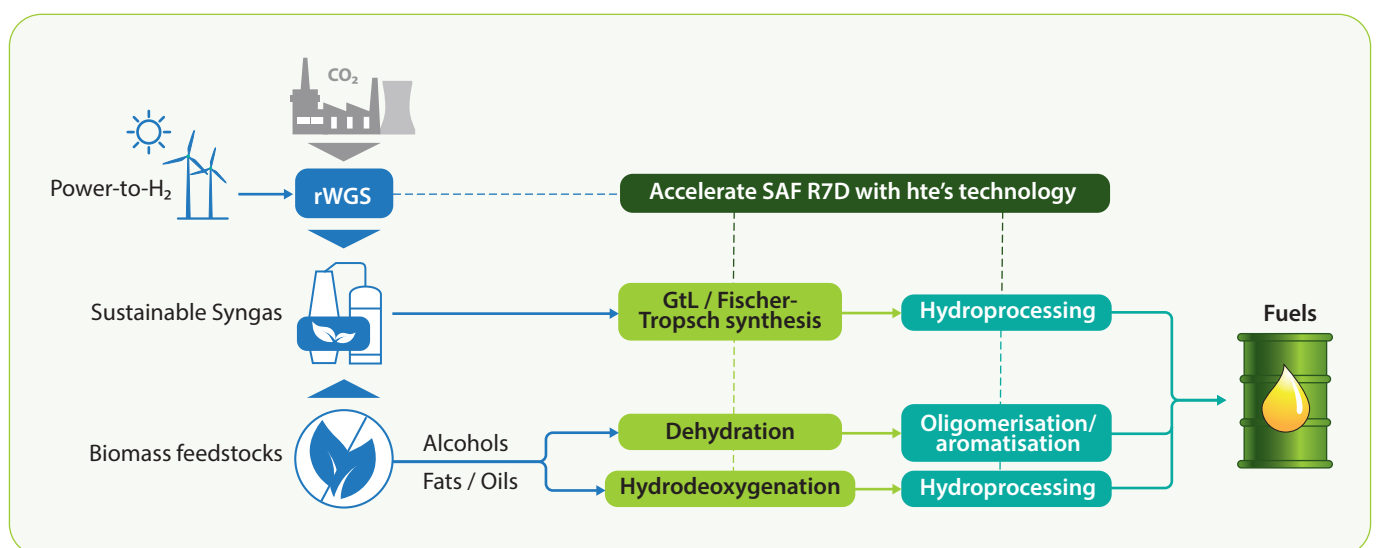 CO₂
Power-to-H₂
rWGS
Accelerate SAF R7D with hte's technology
Sustainable Syngas
GtL / Fischer-
Tropsch synthesis
Hydroprocessing
Fuels
Biomass feedstocks
Alcohols
Fats / Oils
Dehydration
Oligomerisation/
aromatisation
Hydrodeoxygenation
Hydroprocessing